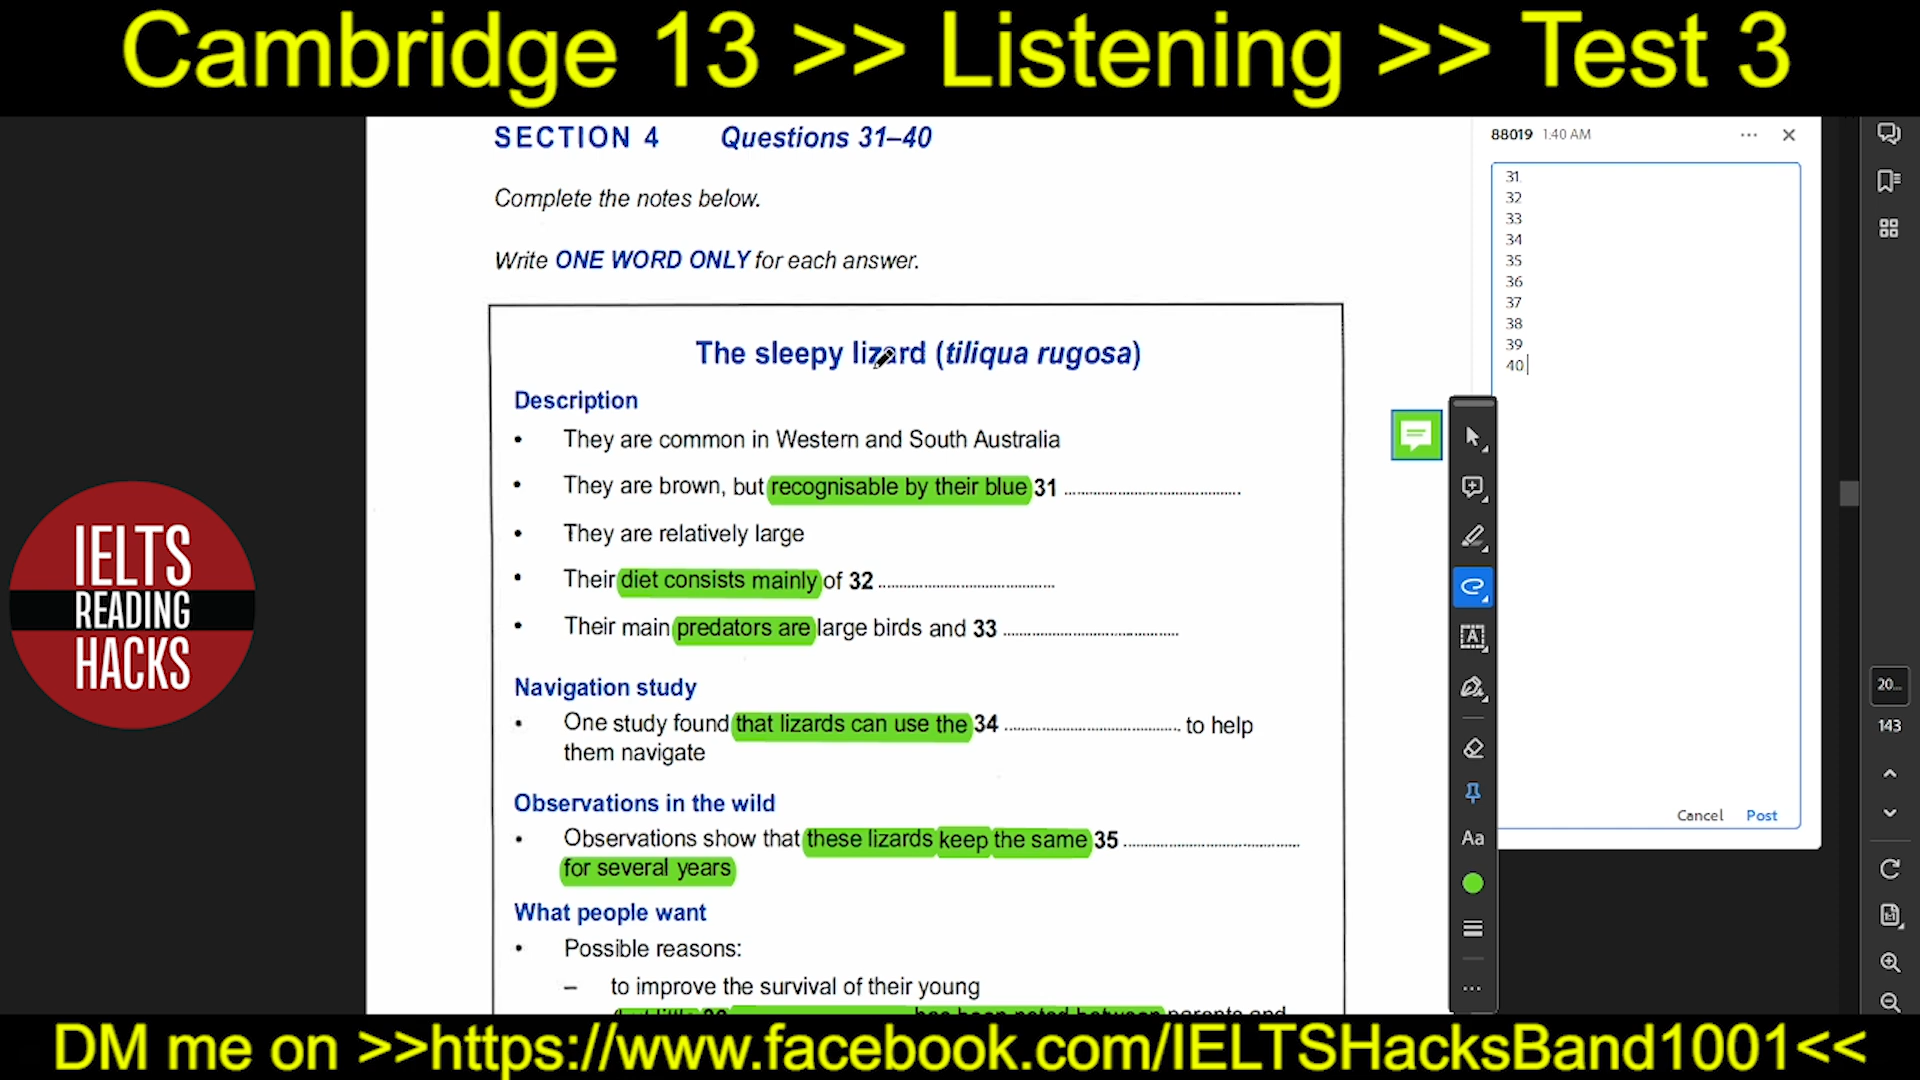 Cambridge 13 >> Listening >> Test 3
SECTION 4 Questions 31–40
Complete the notes below.
Write ONE WORD ONLY for each answer.
The sleepy lizard (tiliqua rugosa)
Description
• They are common in Western and South Australia
• They are brown, but recognisable by their blue 31 ........................
• They are relatively large
• Their diet consists mainly of 32 ........................
• Their main predators are large birds and 33 ........................
Navigation study
• One study found that lizards can use the 34 ........................ to help
them navigate
Observations in the wild
• Observations show that these lizards keep the same 35 ........................
for several years
What people want
• Possible reasons:
– to improve the survival of their young
has been noted between parents and
88019 1:40 AM
31
32
33
34
35
36
37
38
39
40
Cancel Post
Aa
20...
143
IELTS
READING
HACKS
DM me on >>https://www.facebook.com/IELTSHacksBand1001<<